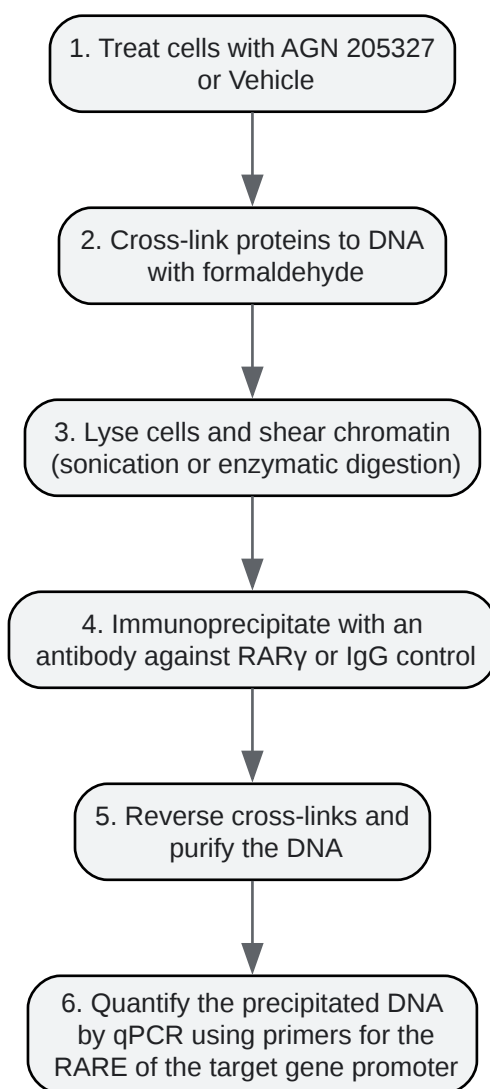 1. Treat cells with AGN 205327
or Vehicle
2. Cross-link proteins to DNA
with formaldehyde
3. Lyse cells and shear chromatin
(sonication or enzymatic digestion)
4. Immunoprecipitate with an
antibody against RARγ or IgG control
5. Reverse cross-links and
purify the DNA
6. Quantify the precipitated DNA
by qPCR using primers for the
RARE of the target gene promoter